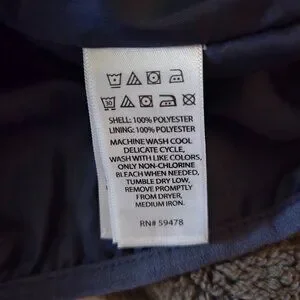 30
SHELL: 100% POLYESTER
LINING: 100% POLYESTER
MACHINE WASH COOL
DELICATE CYCLE,
WASH WITH LIKE COLORS,
ONLY NON-CHLORINE
BLEACH WHEN NEEDED,
TUMBLE DRY LOW,
REMOVE PROMPTLY
FROM DRYER,
MEDIUM IRON.
RN# 59478